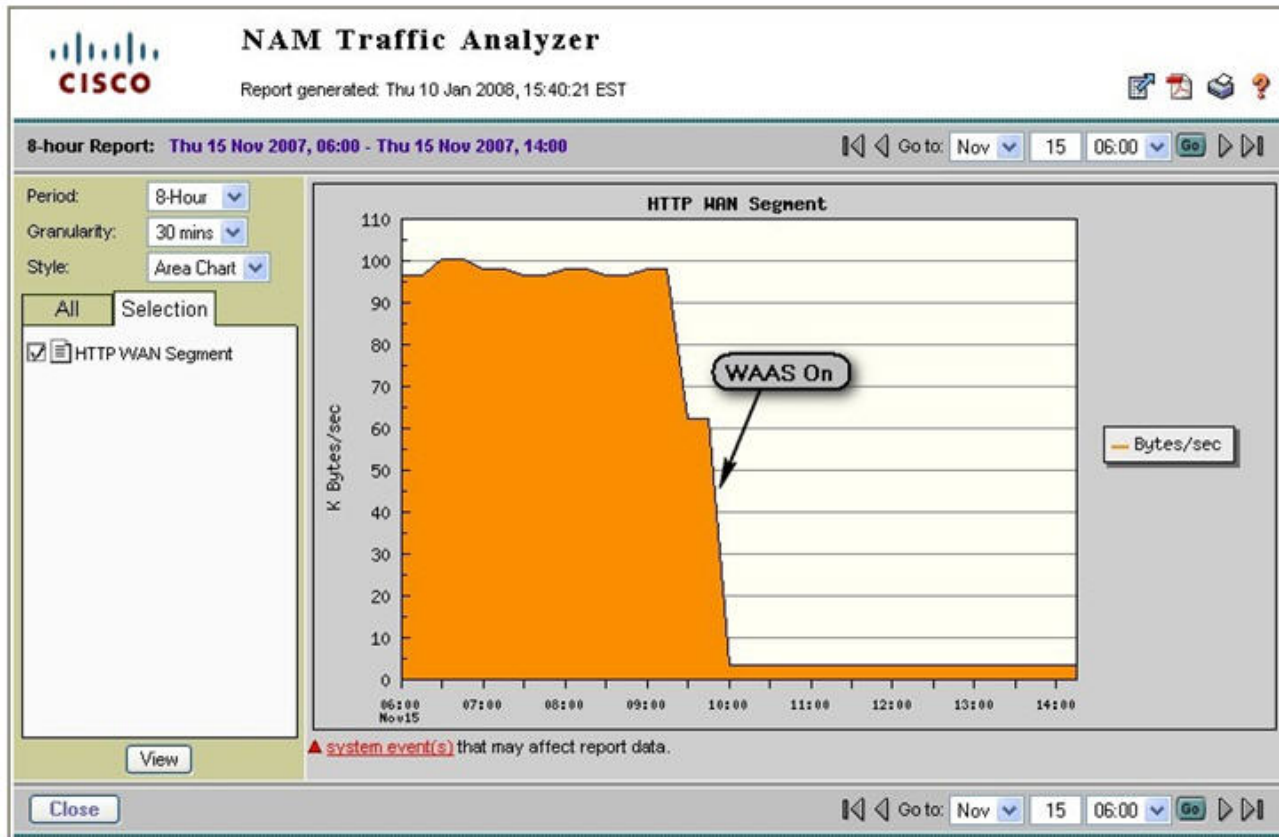 CISCO
NAM Traffic Analyzer
Report generated: Thu 10 Jan 2008, 15:40:21 EST
8-hour Report: Thu 15 Nov 2007, 06:00 - Thu 15 Nov 2007, 14:00
Go to: Nov 15 06:00 Go
Period: 8-Hour
Granularity: 30 mins
Style: Area Chart
All Selection
HTTP WAN Segment
View
HTTP WAN Segment
K Bytes/sec
110
100
90
80
70
60
50
40
30
20
10
0
06:00 07:00 08:00 09:00 10:00 11:00 12:00 13:00 14:00
Nov15
WAAS On
Bytes/sec
system event(s) that may affect report data.
Close
Go to: Nov 15 06:00 Go